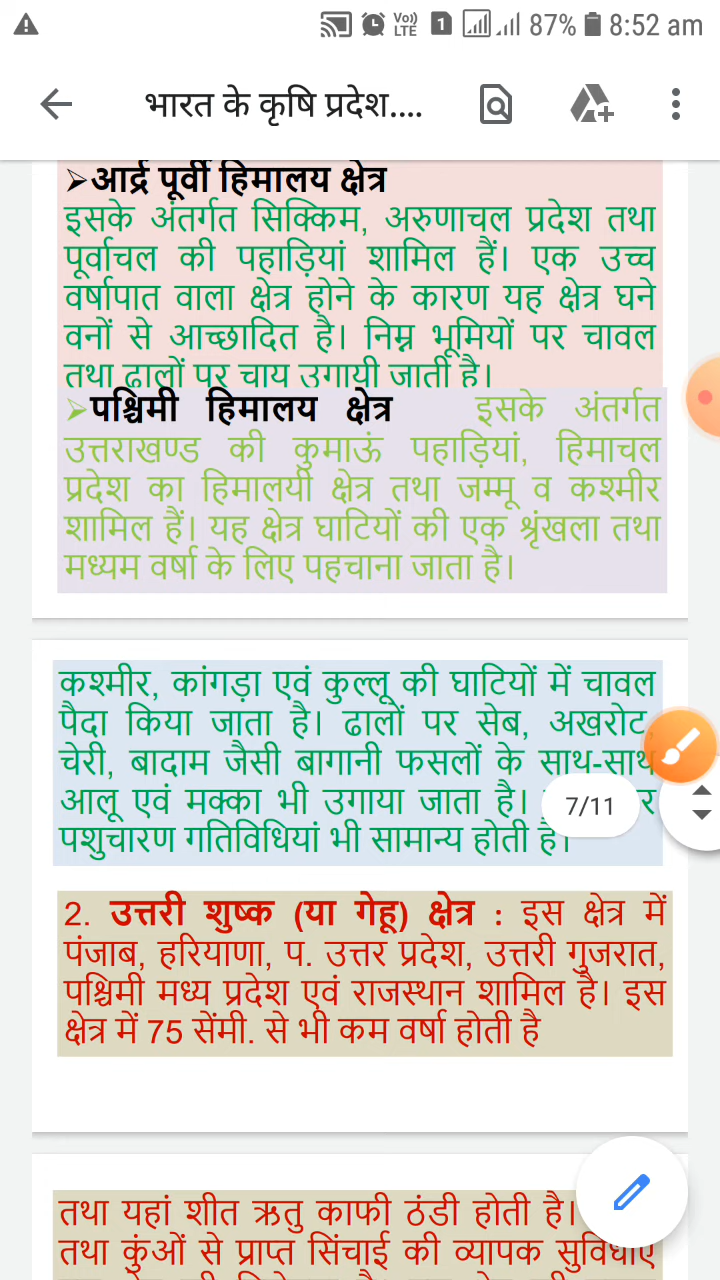 Vo)) LTE 1 87% 8:52 am
भारत के कृषि प्रदेश....
➢आर्द्र पूर्वी हिमालय क्षेत्र
इसके अंतर्गत सिक्किम, अरुणाचल प्रदेश तथा
पूर्वाचल की पहाड़ियां शामिल हैं। एक उच्च
वर्षापात वाला क्षेत्र होने के कारण यह क्षेत्र घने
वनों से आच्छादित है। निम्न भूमियों पर चावल
तथा ढालों पर चाय उगायी जाती है।
➢पश्चिमी हिमालय क्षेत्र इसके अंतर्गत
उत्तराखण्ड की कुमाऊं पहाड़ियां, हिमाचल
प्रदेश का हिमालयी क्षेत्र तथा जम्मू व कश्मीर
शामिल हैं। यह क्षेत्र घाटियों की एक श्रृंखला तथा
मध्यम वर्षा के लिए पहचाना जाता है।
कश्मीर, कांगड़ा एवं कुल्लू की घाटियों में चावल
पैदा किया जाता है। ढालों पर सेब, अखरोट,
चेरी, बादाम जैसी बागानी फसलों के साथ-साथ
आलू एवं मक्का भी उगाया जाता है।
7/11
पशुचारण गतिविधियां भी सामान्य होती है।
2. उत्तरी शुष्क (या गेहू) क्षेत्र : इस क्षेत्र में
पंजाब, हरियाणा, प. उत्तर प्रदेश, उत्तरी गुजरात,
पश्चिमी मध्य प्रदेश एवं राजस्थान शामिल है। इस
क्षेत्र में 75 सेंमी. से भी कम वर्षा होती है
तथा यहां शीत ऋतु काफी ठंडी होती है।
तथा कुंओं से प्राप्त सिंचाई की व्यापक सुविधाएं